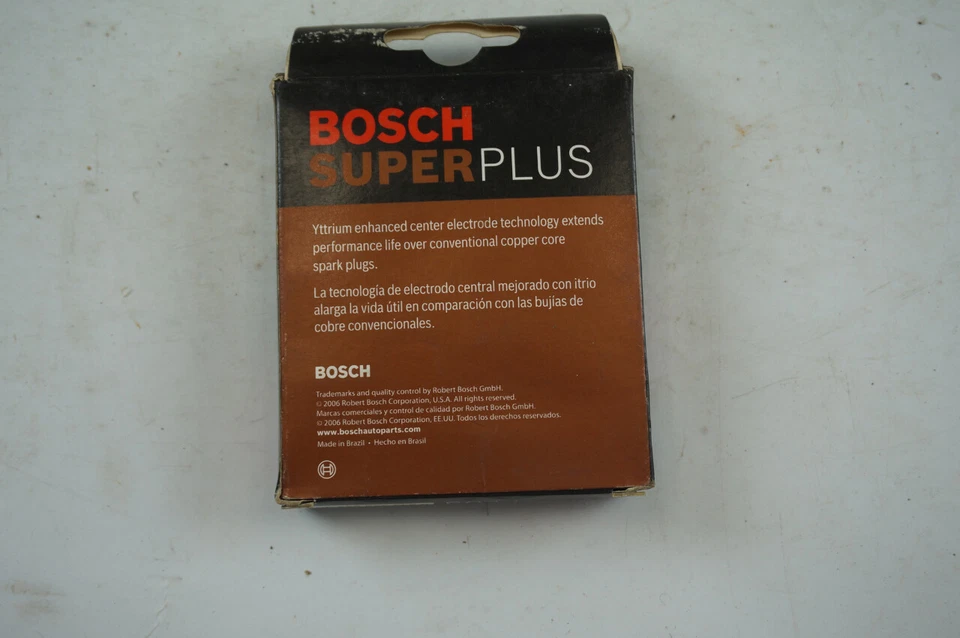 BOSCH
SUPERPLUS
Yttrium enhanced center electrode technology extends
performance life over conventional copper core
spark plugs.
La tecnología de electrodo central mejorado con itrio
alarga la vida útil en comparación con las bujías de
cobre convencionales.
BOSCH
Trademarks and quality control by Robert Bosch GmbH.
© 2006 Robert Bosch Corporation, U.S.A. All rights reserved.
Marcas comerciales y control de calidad por Robert Bosch GmbH.
© 2006 Robert Bosch Corporation, EE.UU. Todos los derechos reservados.
www.boschautoparts.com
Made in Brazil • Hecho en Brasil